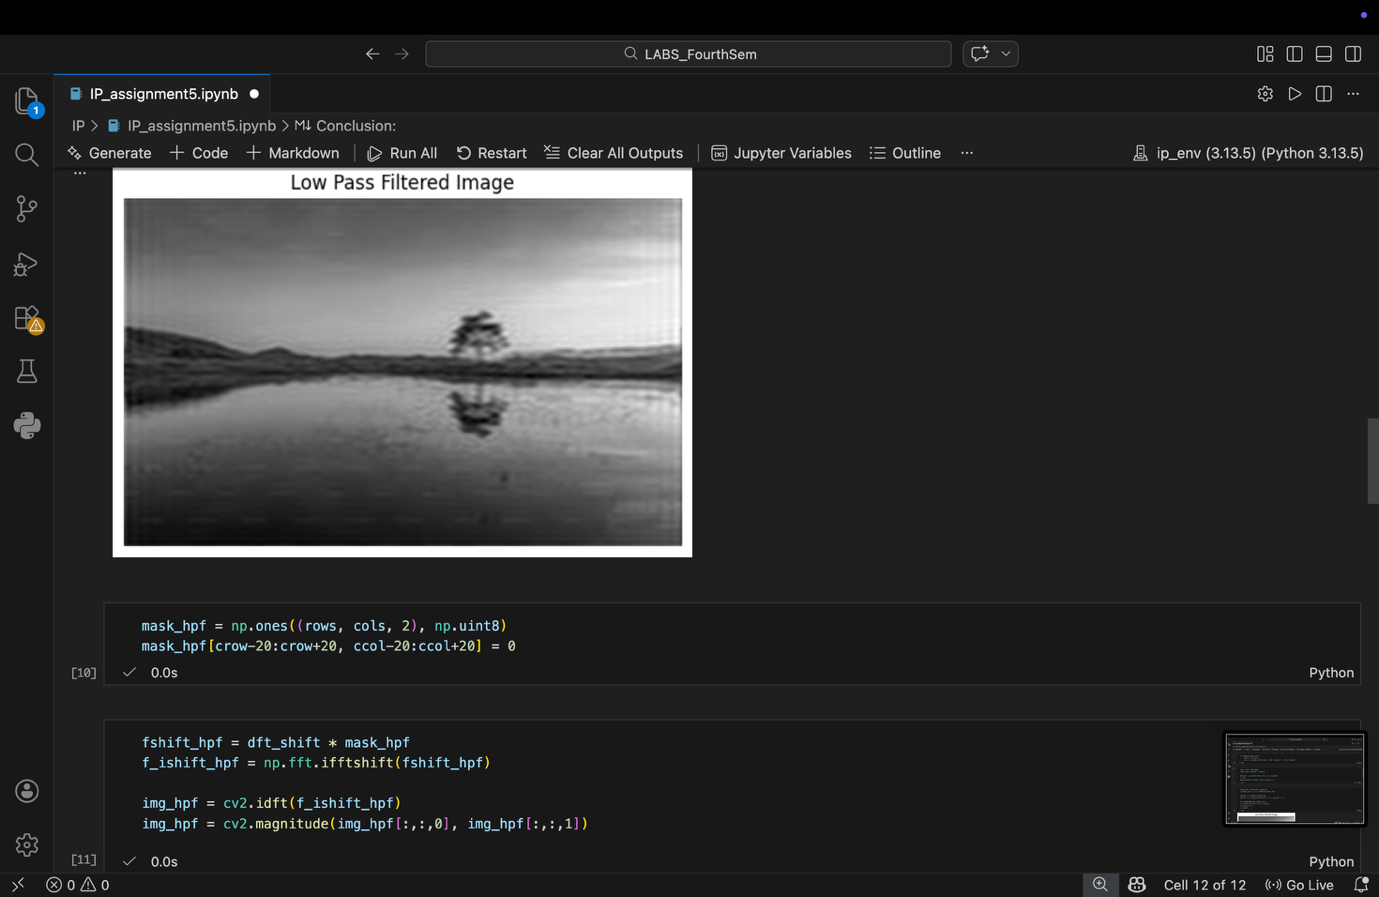 LABS_FourthSem
IP_assignment5.ipynb
1
IP > IP_assignment5.ipynb > M↓ Conclusion:
Generate + Code + Markdown | Run All Restart Clear All Outputs | Jupyter Variables Outline ... ip_env (3.13.5) (Python 3.13.5)
...
Low Pass Filtered Image
mask_hpf = np.ones((rows, cols, 2), np.uint8)
mask_hpf[crow-20:crow+20, ccol-20:ccol+20] = 0
[10] 0.0s Python
fshift_hpf = dft_shift * mask_hpf
f_ishift_hpf = np.fft.ifftshift(fshift_hpf)
img_hpf = cv2.idft(f_ishift_hpf)
img_hpf = cv2.magnitude(img_hpf[:,:,0], img_hpf[:,:,1])
[11] 0.0s Python
0 0 Cell 12 of 12 Go Live